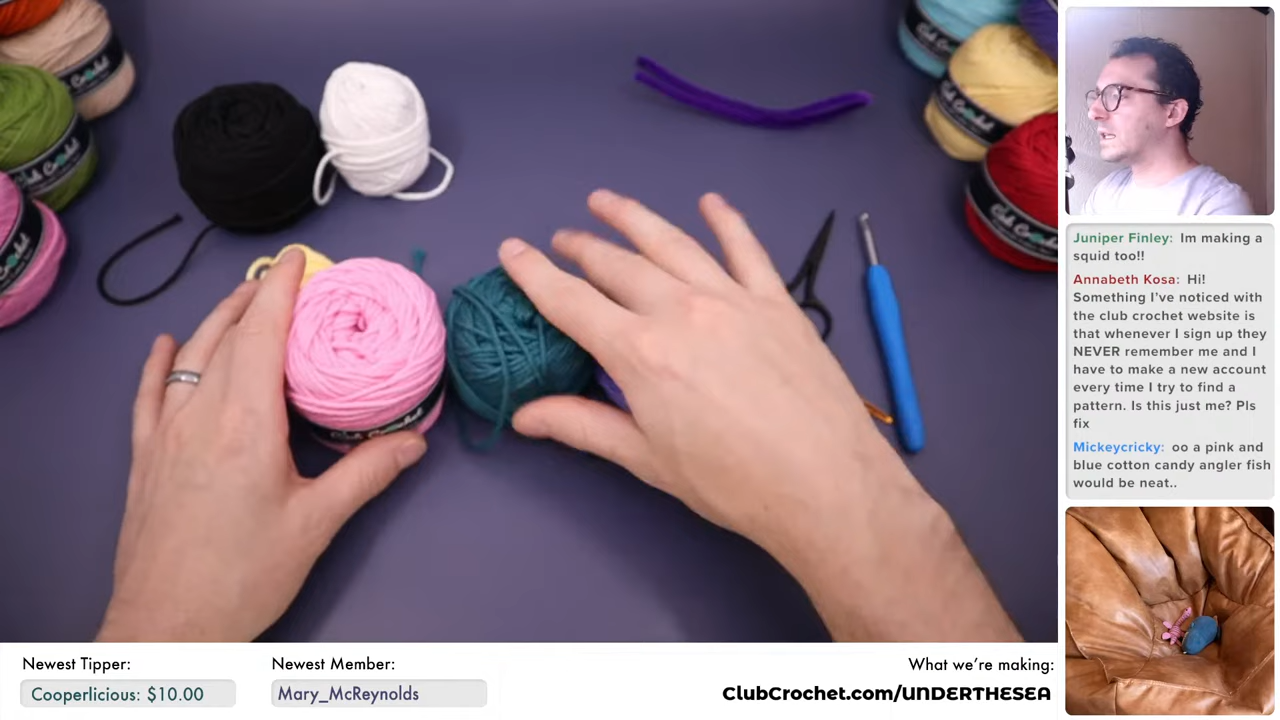 Juniper Finley: Im making a
squid too!!
Annabeth Kosa: Hi!
Something I've noticed with
the club crochet website is
that whenever I sign up they
NEVER remember me and I
have to make a new account
every time I try to find a
pattern. Is this just me? Pls
fix
Mickeycricky: oo a pink and
blue cotton candy angler fish
would be neat..
Newest Tipper:
Cooperlicious: $10.00
Newest Member:
Mary_McReynolds
What we're making:
ClubCrochet.com/UNDERTHESEA